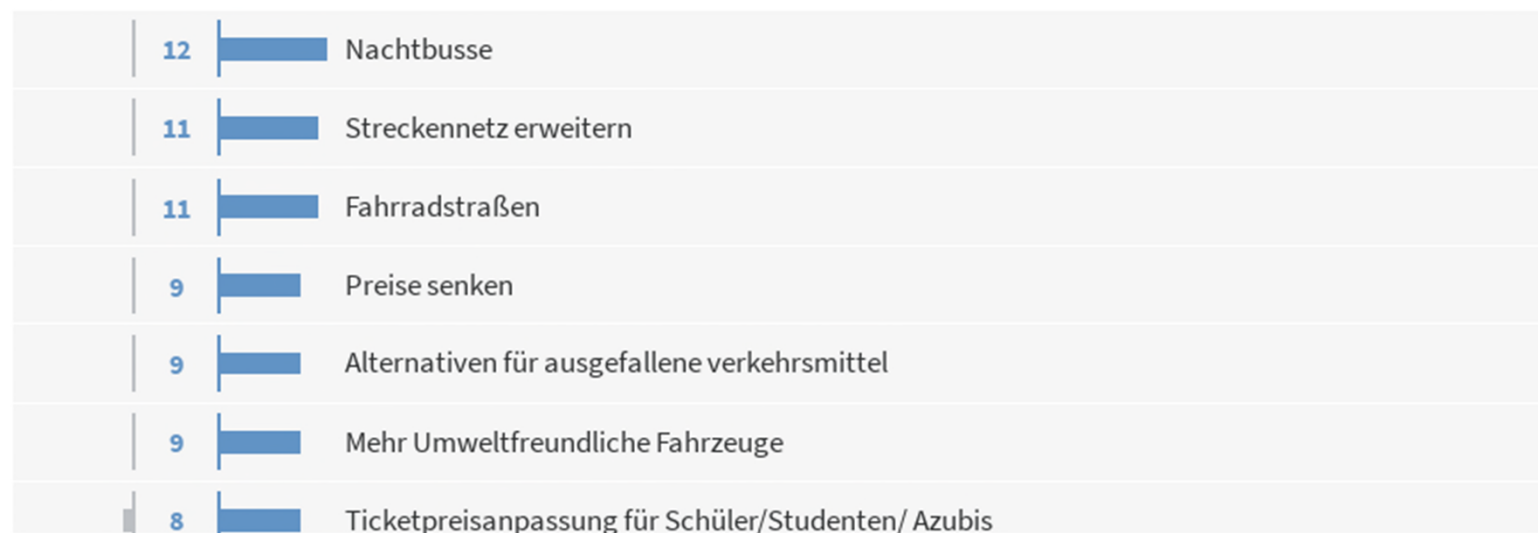 12 Nachtbusse
11 Streckennetz erweitern
11 Fahrradstraßen
9 Preise senken
9 Alternativen für ausgefallene verkehrsmittel
9 Mehr Umweltfreundliche Fahrzeuge
8 Ticketpreisanpassung für Schüler/Studenten/ Azubis